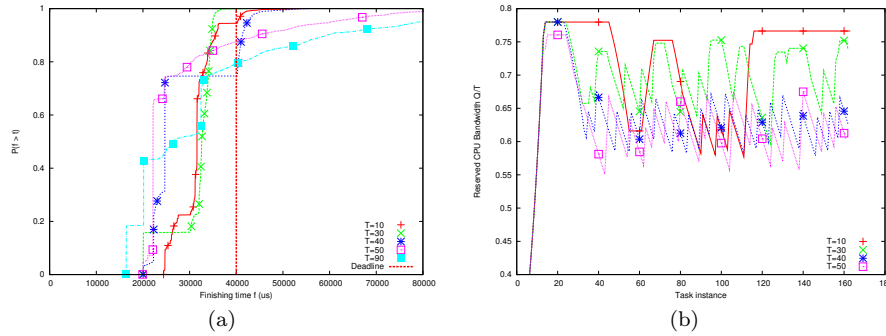 P(f > t)
1
0.8
0.6
0.4
0.2
0
0 10000 20000 30000 40000 50000 60000 70000 80000
Finishing time f (us)
T=10
T=30
T=40
T=50
T=90
Deadline
(a)
Reserved CPU Bandwidth Q/T
0.8
0.75
0.7
0.65
0.6
0.55
0.5
0.45
0.4
0 20 40 60 80 100 120 140 160 18
Task instance
T=10
T=30
T=40
T=50
(b)